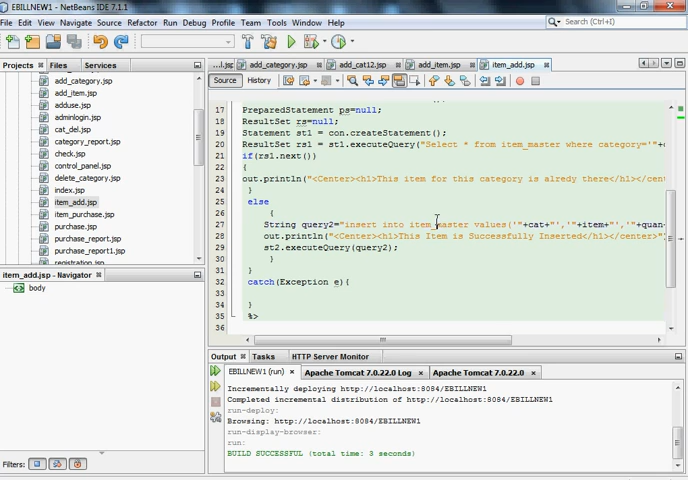 EBILLNEW1 - NetBeans IDE 7.1.1
File Edit View Navigate Source Refactor Run Debug Profile Team Tools Window Help
Search (Ctrl+I)
Projects Files Services
add_category.jsp
add_item.jsp
adduse.jsp
adminlogin.jsp
cat_del.jsp
category_report.jsp
check.jsp
control_panel.jsp
delete_category.jsp
index.jsp
item_add.jsp
item_purchase.jsp
purchase.jsp
purchase_report.jsp
purchase_report1.jsp
registration.jsp
item_add.jsp - Navigator
body
Filters:
...l.jsp add_category.jsp add_cat12.jsp add_item.jsp item_add.jsp
Source History
17 PreparedStatement ps=null;
18 ResultSet rs=null;
19 Statement st1 = con.createStatement();
20 ResultSet rs1 = st1.executeQuery("Select * from item_master where category='"+
21 if(rs1.next())
22 {
23 out.println("<Center><h1>This item for this category is alredy there</h1></cente
24 }
25 else
26 {
27 String query2="insert into item_master values('"+cat+"','"+item+"','"+quan
28 out.println("<Center><h1>This Item is Successfully Inserted</h1></center>"
29 st2.executeQuery(query2);
30 }
31 }
32 catch(Exception e){
33
34 }
35 %>
36
Output Tasks HTTP Server Monitor
EBILLNEW1 (run) Apache Tomcat 7.0.22.0 Log Apache Tomcat 7.0.22.0
Incrementally deploying http://localhost:8084/EBILLNEW1
Completed incremental distribution of http://localhost:8084/EBILLNEW1
run-deploy:
Browsing: http://localhost:8084/EBILLNEW1
run-display-browser:
run:
BUILD SUCCESSFUL (total time: 3 seconds)